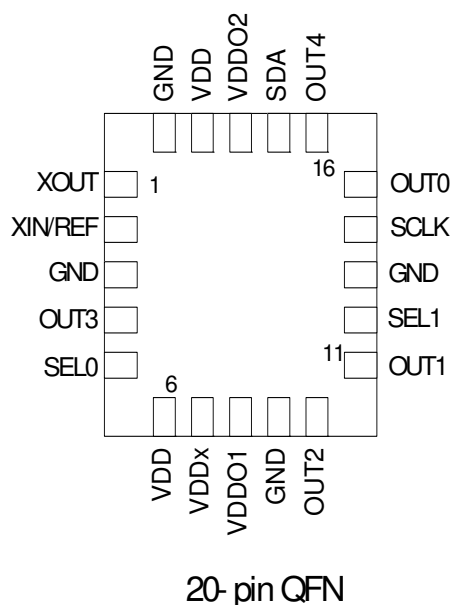 GND VDD VDDO2 SDA OUT4
XOUT 1 16 OUT0
XIN/REF SCLK
GND GND
OUT3 SEL1
SEL0 6 11 OUT1
VDD VDDx VDDO1 GND OUT2
20- pin QFN